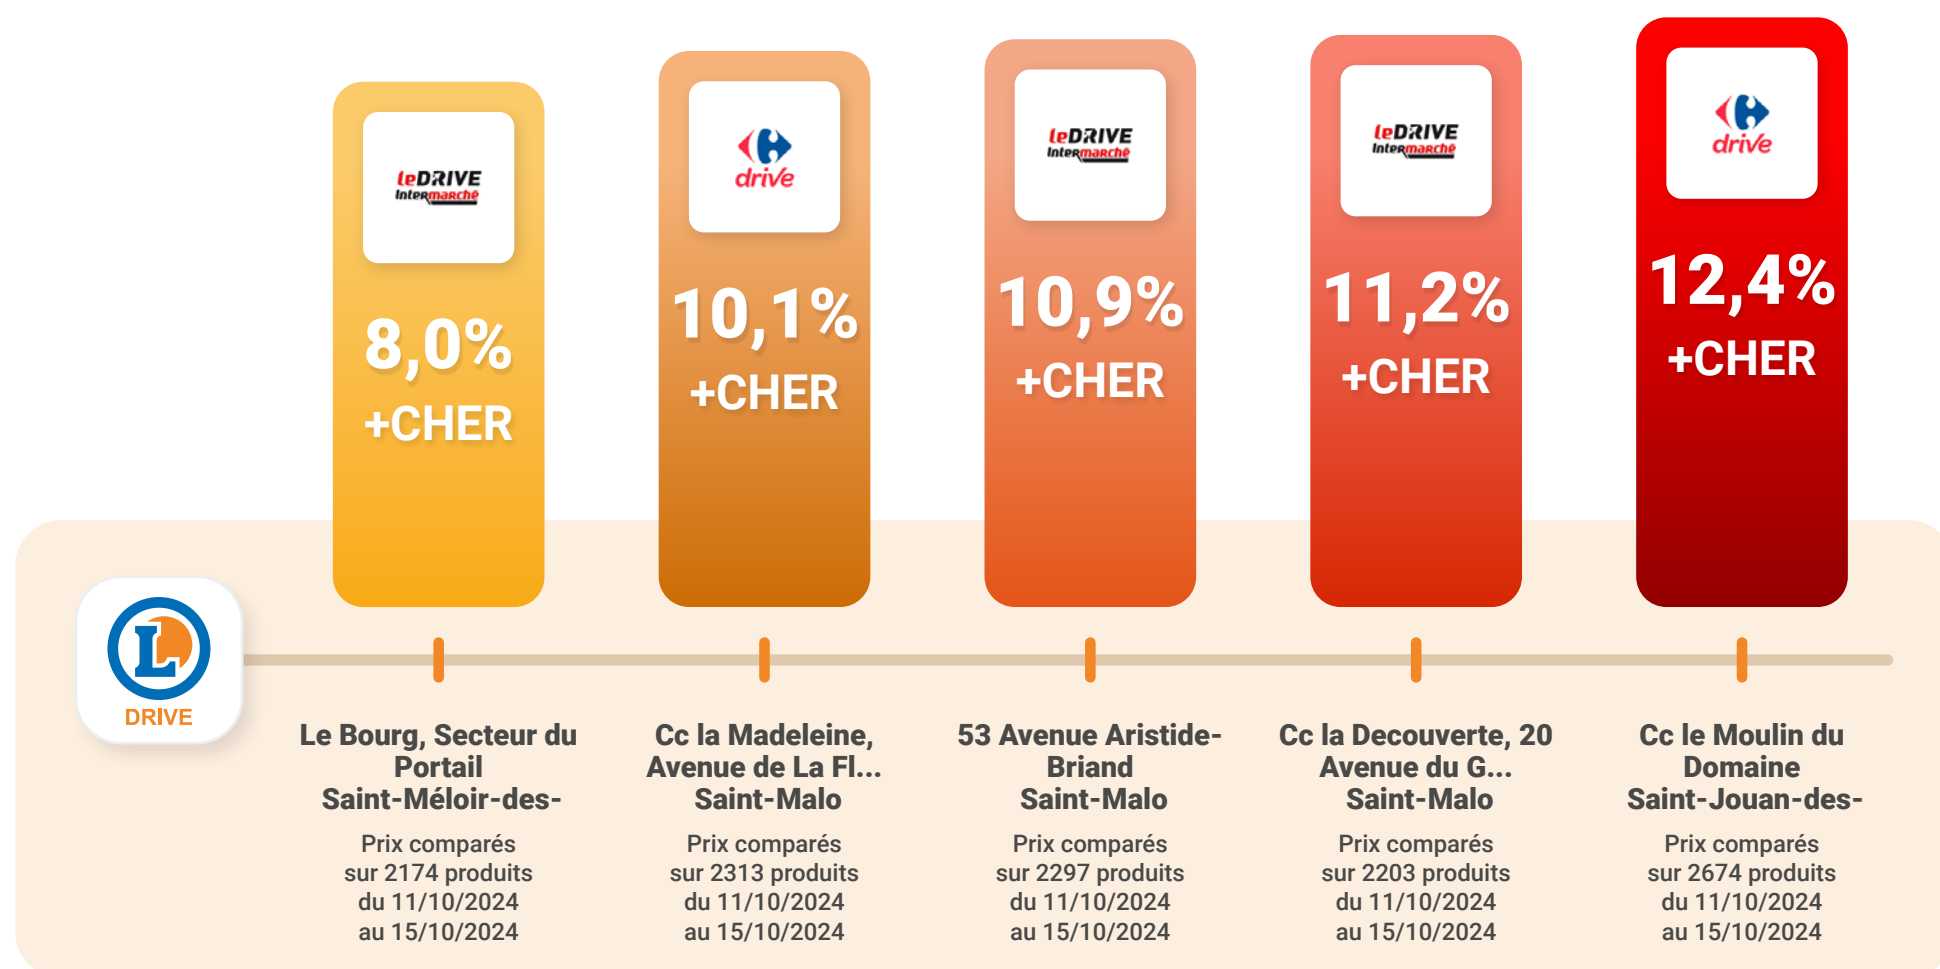 leDRIVE
Intermarché
8,0%
+CHER
drive
10,1%
+CHER
leDRIVE
Intermarché
10,9%
+CHER
leDRIVE
Intermarché
11,2%
+CHER
drive
12,4%
+CHER
L
DRIVE
Le Bourg, Secteur du
Portail
Saint-Méloir-des-
Prix comparés
sur 2174 produits
du 11/10/2024
au 15/10/2024
Cc la Madeleine,
Avenue de La Fl...
Saint-Malo
Prix comparés
sur 2313 produits
du 11/10/2024
au 15/10/2024
53 Avenue Aristide-
Briand
Saint-Malo
Prix comparés
sur 2297 produits
du 11/10/2024
au 15/10/2024
Cc la Decouverte, 20
Avenue du G...
Saint-Malo
Prix comparés
sur 2203 produits
du 11/10/2024
au 15/10/2024
Cc le Moulin du
Domaine
Saint-Jouan-des-
Prix comparés
sur 2674 produits
du 11/10/2024
au 15/10/2024